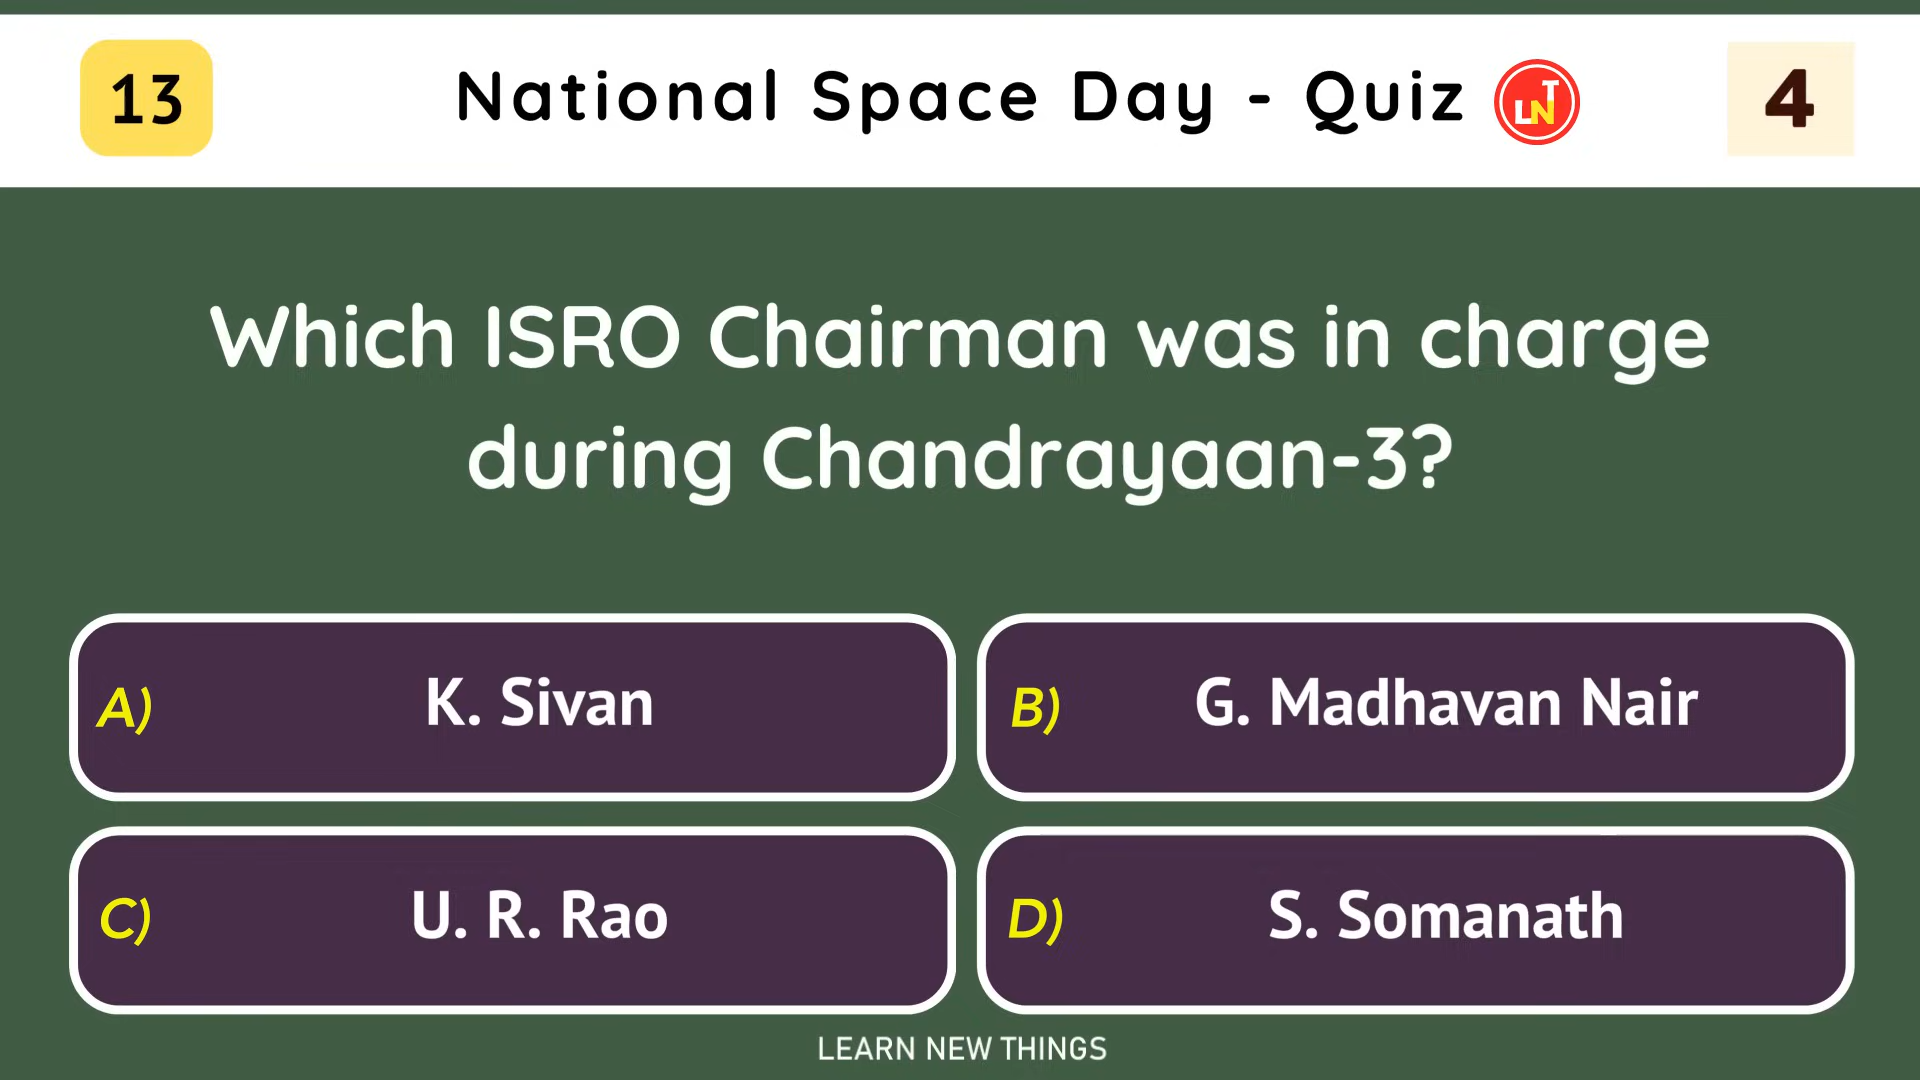 13
National Space Day - Quiz
LNT
4
Which ISRO Chairman was in charge
during Chandrayaan-3?
A) K. Sivan
B) G. Madhavan Nair
C) U. R. Rao
D) S. Somanath
LEARN NEW THINGS